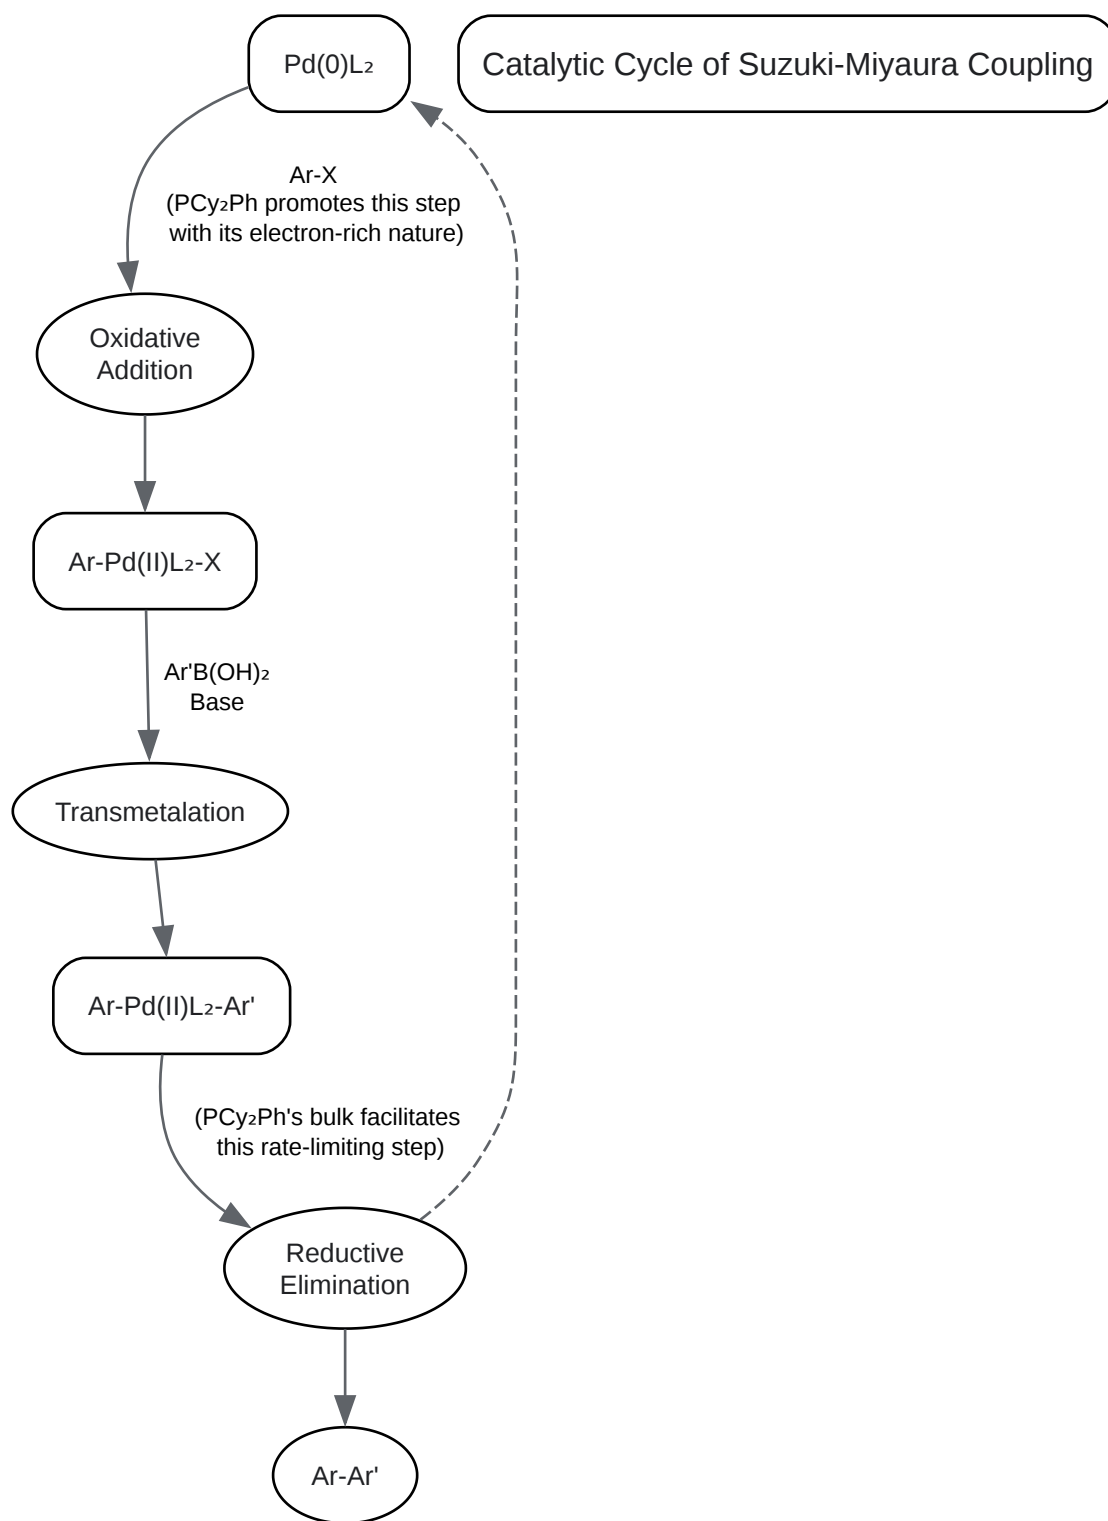 Pd(0)L₂
Catalytic Cycle of Suzuki-Miyaura Coupling
Ar-X
(PCy₂Ph promotes this step
with its electron-rich nature)
Oxidative
Addition
Ar-Pd(II)L₂-X
Ar'B(OH)₂
Base
Transmetalation
Ar-Pd(II)L₂-Ar'
(PCy₂Ph's bulk facilitates
this rate-limiting step)
Reductive
Elimination
Ar-Ar'